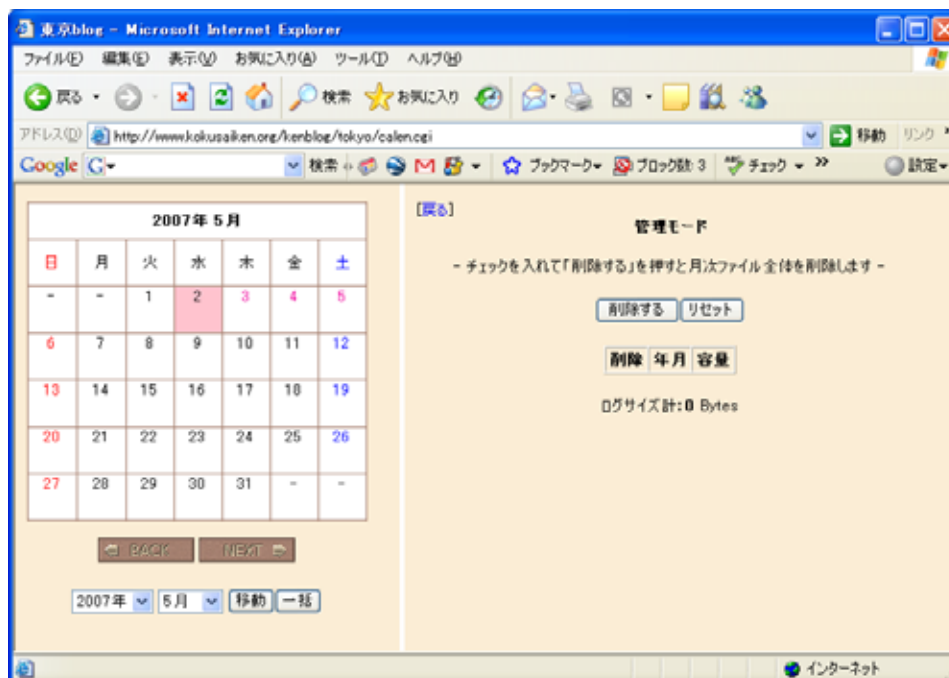 東京blog - Microsoft Internet Explorer
ファイル(F) 編集(E) 表示(V) お気に入り(A) ツール(T) ヘルプ(H)
戻る 検索 お気に入り
アドレス(D) http://www.kokusaiken.org/kenblog/tokyo/calen.cgi 移動 リンク »
Google G 検索 ブックマーク ブロック数: 3 チェック » 設定
2007年 5月
日 月 火 水 木 金 土
- - 1 2 3 4 5
6 7 8 9 10 11 12
13 14 15 16 17 18 19
20 21 22 23 24 25 26
27 28 29 30 31 - -
BACK NEXT
2007年 5月 移動 一括
[戻る]
管理モード
- チェックを入れて「削除する」を押すと月次ファイル全体を削除します -
削除する リセット
削除 年月 容量
ログサイズ計:0 Bytes
インターネット